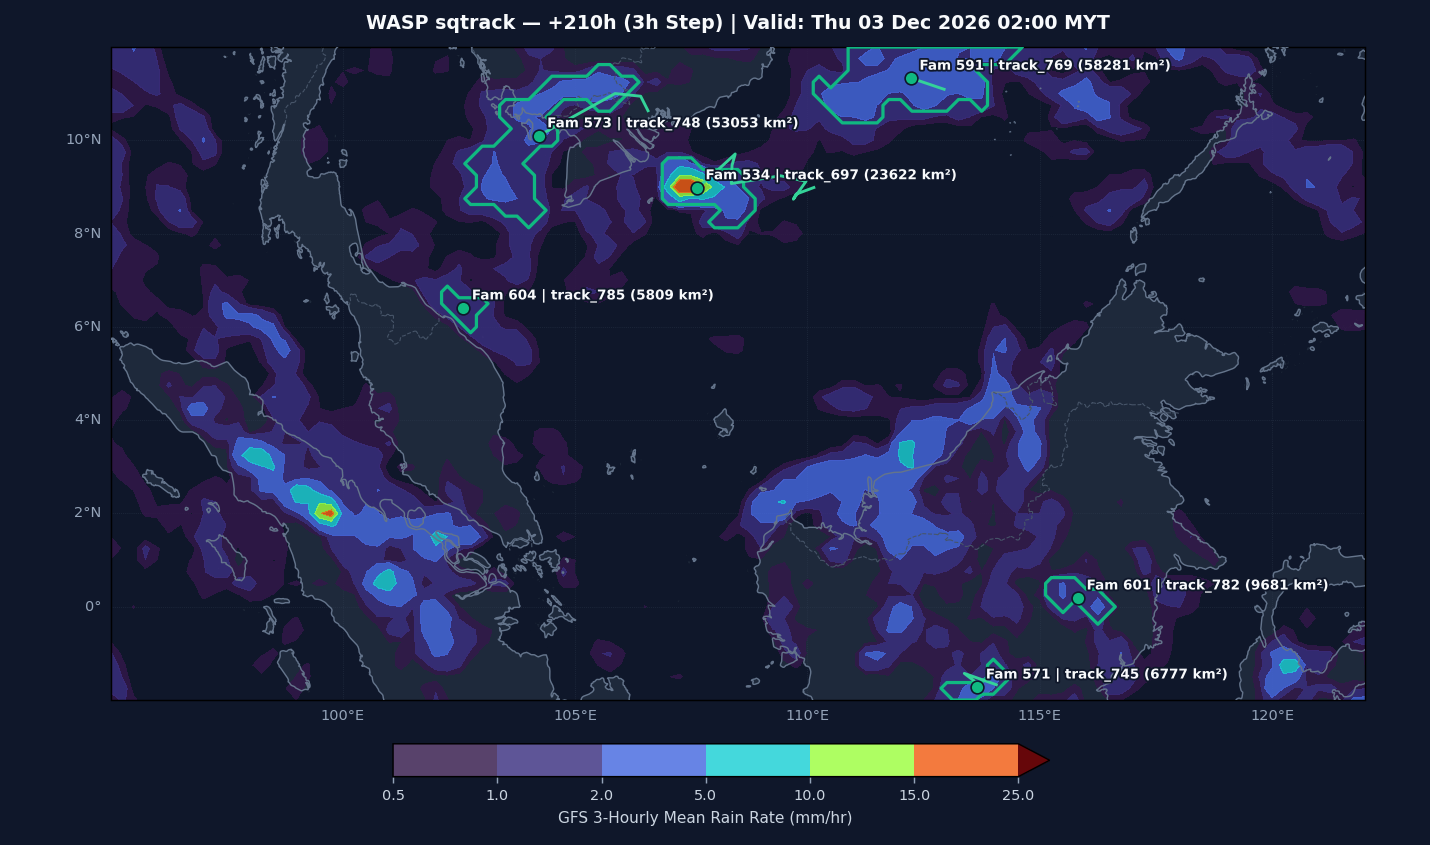 WASP sqtrack — +210h (3h Step) | Valid: Thu 03 Dec 2026 02:00 MYT
Fam 591 | track_769 (58281 km²)
Fam 573 | track_748 (53053 km²)
Fam 534 | track_697 (23622 km²)
Fam 604 | track_785 (5809 km²)
Fam 601 | track_782 (9681 km²)
Fam 571 | track_745 (6777 km²)
10°N
8°N
6°N
4°N
2°N
0°
100°E 105°E 110°E 115°E 120°E
0.5 1.0 2.0 5.0 10.0 15.0 25.0
GFS 3-Hourly Mean Rain Rate (mm/hr)